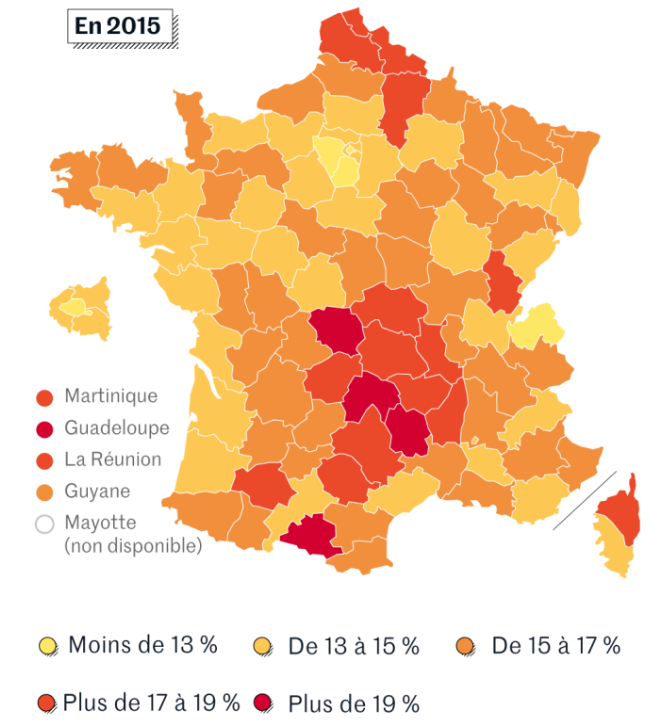 En 2015
Martinique
Guadeloupe
La Réunion
Guyane
Mayotte
(non disponible)
Moins de 13 %
De 13 à 15 %
De 15 à 17 %
Plus de 17 à 19 %
Plus de 19 %